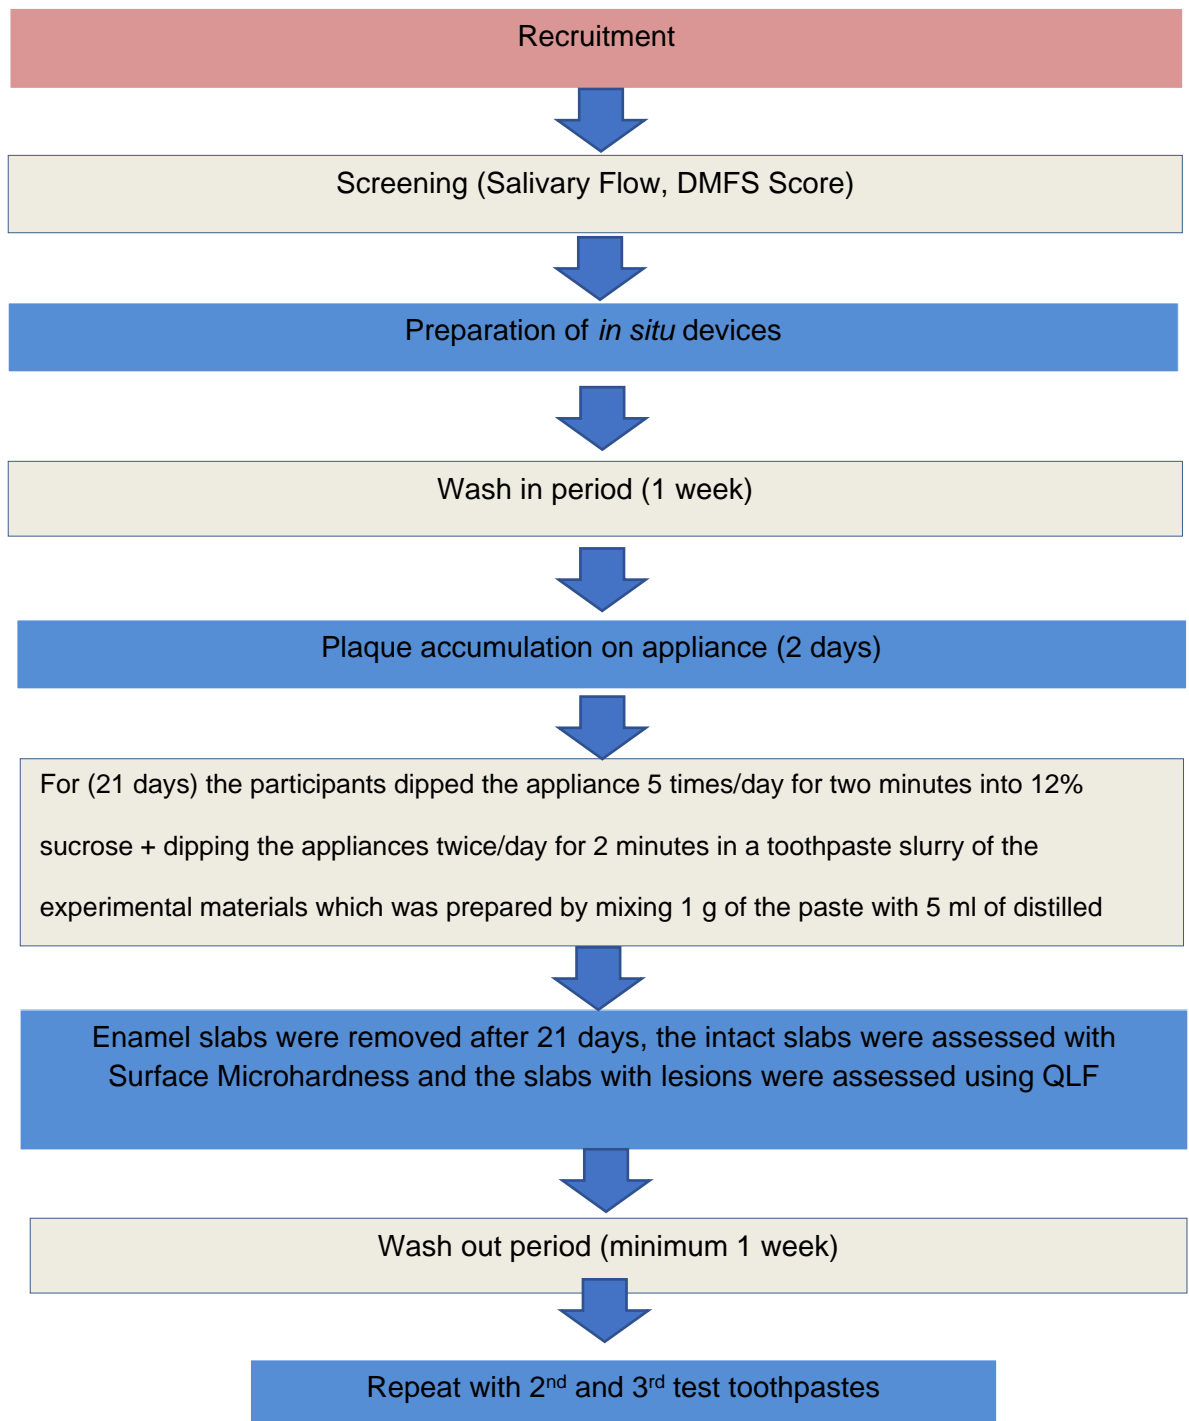 Recruitment
Screening (Salivary Flow, DMFS Score)
Preparation of in situ devices
Wash in period (1 week)
Plaque accumulation on appliance (2 days)
For (21 days) the participants dipped the appliance 5 times/day for two minutes into 12%
sucrose + dipping the appliances twice/day for 2 minutes in a toothpaste slurry of the
experimental materials which was prepared by mixing 1 g of the paste with 5 ml of distilled
Enamel slabs were removed after 21 days, the intact slabs were assessed with
Surface Microhardness and the slabs with lesions were assessed using QLF
Wash out period (minimum 1 week)
Repeat with 2nd and 3rd test toothpastes